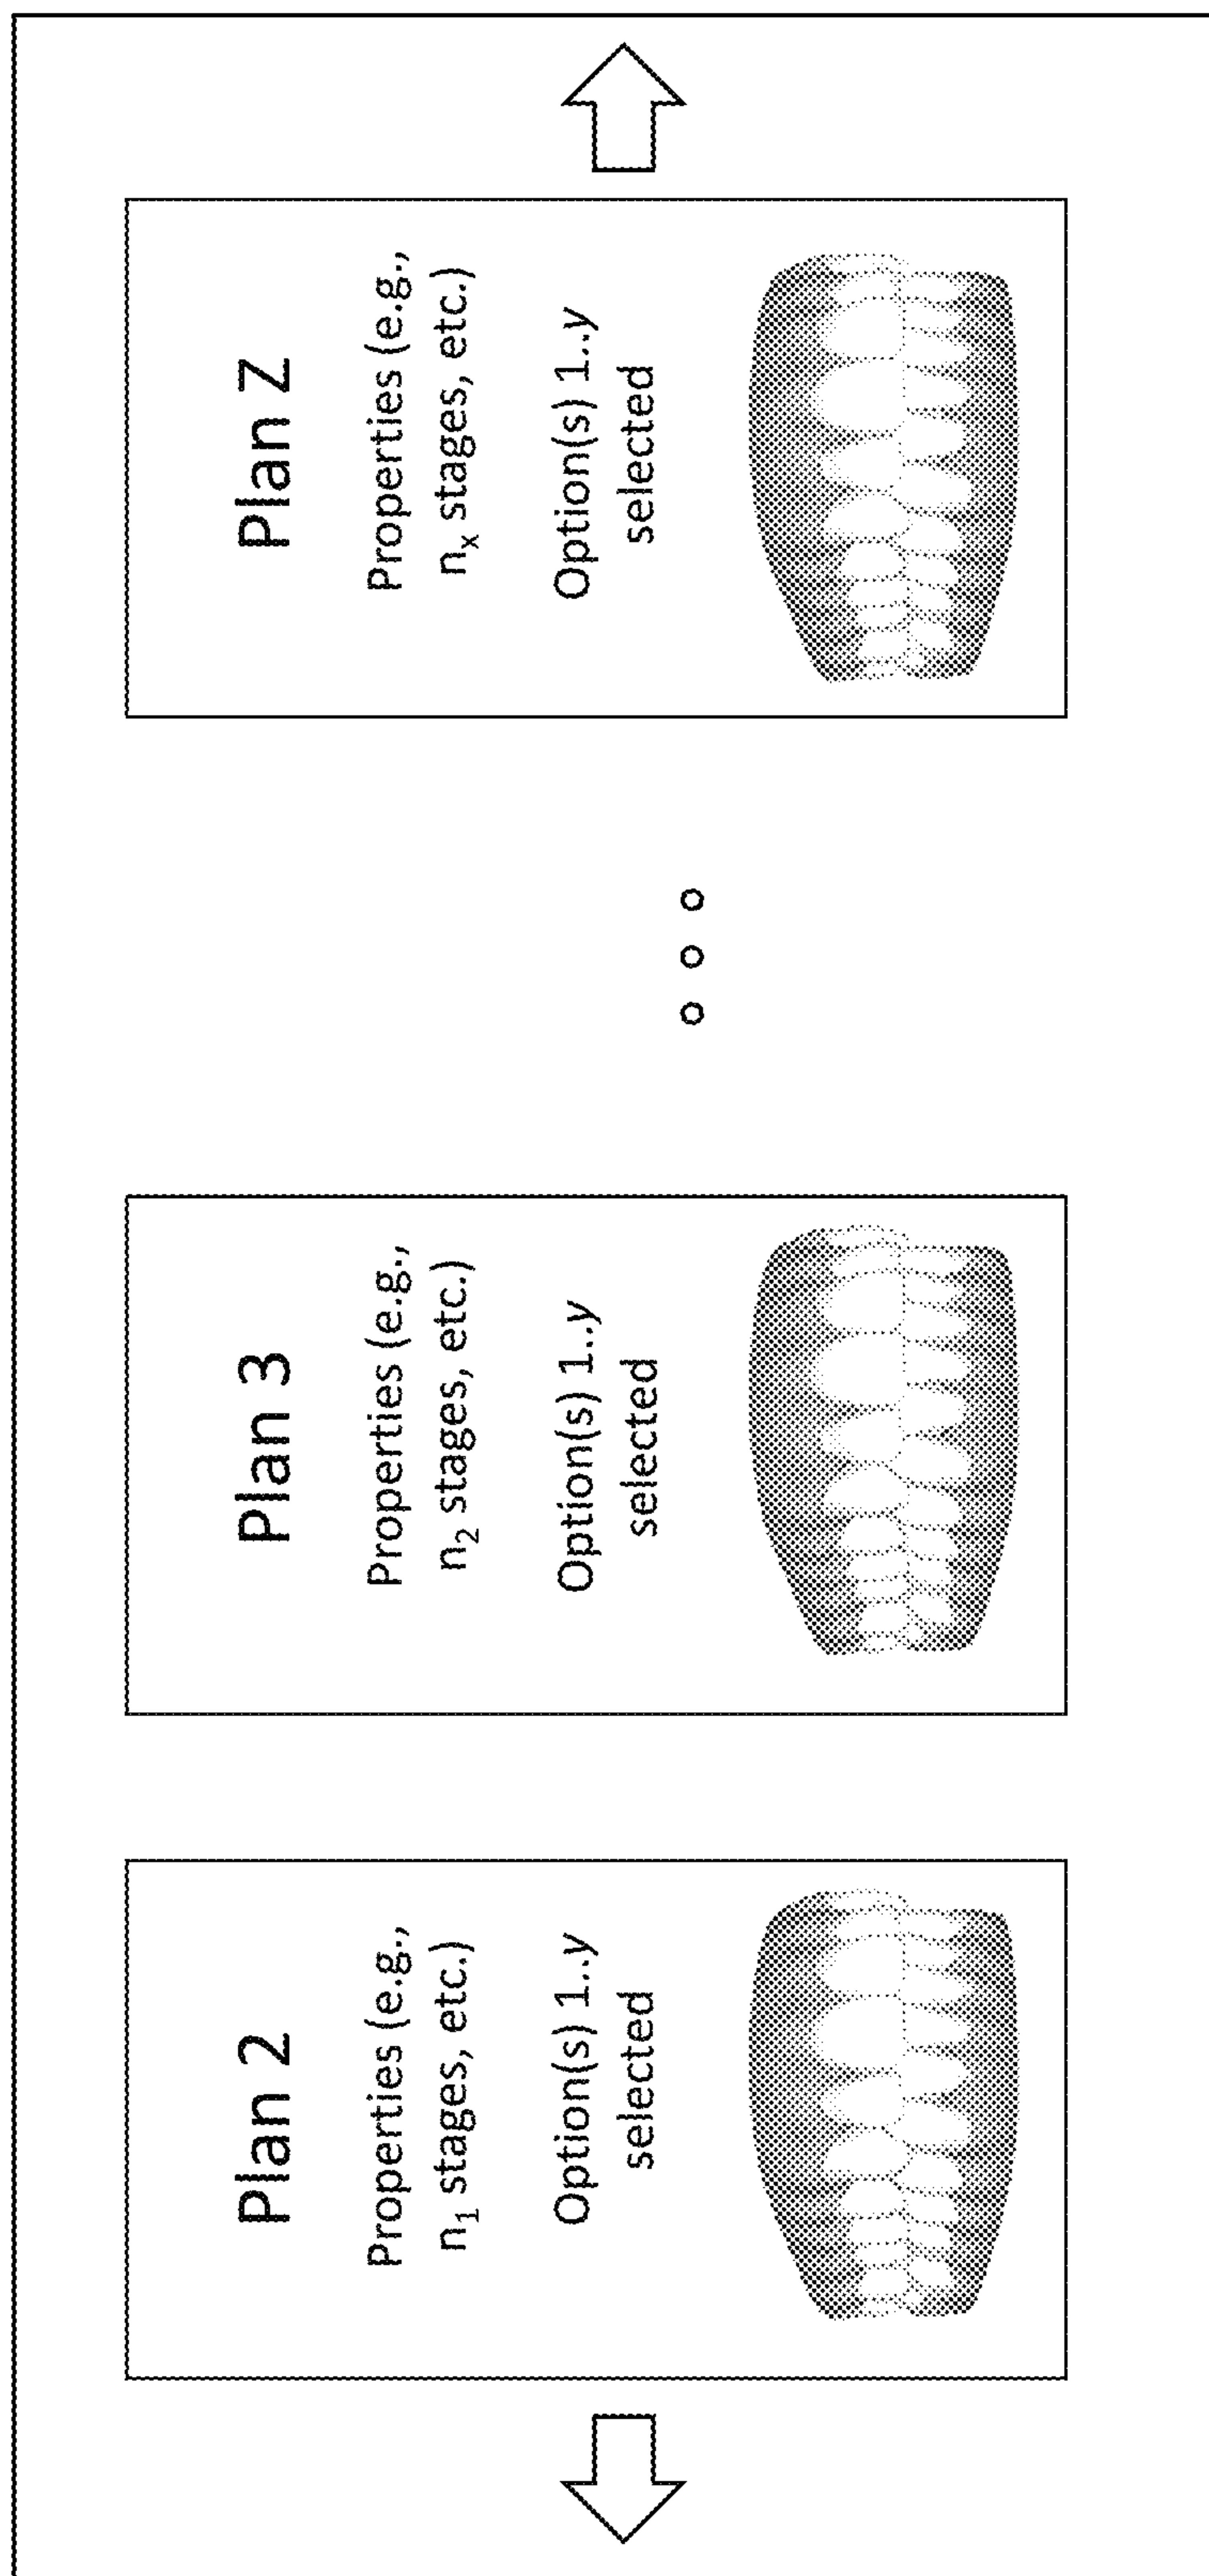 Plan 2
Properties (e.g.,
n₁ stages, etc.)
Option(s) 1..y
selected
Plan 3
Properties (e.g.,
n₂ stages, etc.)
Option(s) 1..y
selected
Plan Z
Properties (e.g.,
nₓ stages, etc.)
Option(s) 1..y
selected